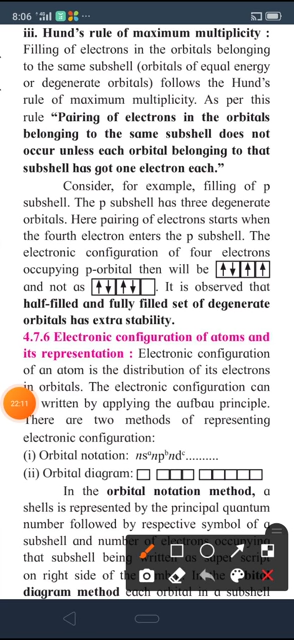 8:06
iii. Hund's rule of maximum multiplicity :
Filling of electrons in the orbitals belonging
to the same subshell (orbitals of equal energy
or degenerate orbitals) follows the Hund's
rule of maximum multiplicity. As per this
rule “Pairing of electrons in the orbitals
belonging to the same subshell does not
occur unless each orbital belonging to that
subshell has got one electron each.”
Consider, for example, filling of p
subshell. The p subshell has three degenerate
orbitals. Here pairing of electrons starts when
the fourth electron enters the p subshell. The
electronic configuration of four electrons
occupying p-orbital then will be
and not as . It is observed that
half-filled and fully filled set of degenerate
orbitals has extra stability.
4.7.6 Electronic configuration of atoms and
its representation : Electronic configuration
of an atom is the distribution of its electrons
in orbitals. The electronic configuration can
22:11 written by applying the aufbau principle.
There are two methods of representing
electronic configuration:
(i) Orbital notation: nsᵃnpᵇndᶜ..........
(ii) Orbital diagram:
In the orbital notation method, a
shells is represented by the principal quantum
number followed by respective symbol of a
subshell and number of electrons occupying
that subshell being written as super script
on right side of the
diagram method each orbital in a subshell